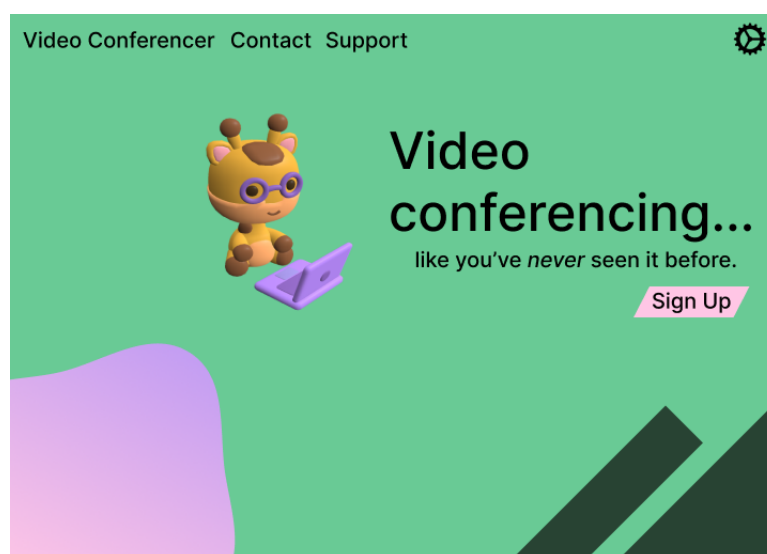 Video Conferencer Contact Support
Video
conferencing...
like you’ve never seen it before.
Sign Up